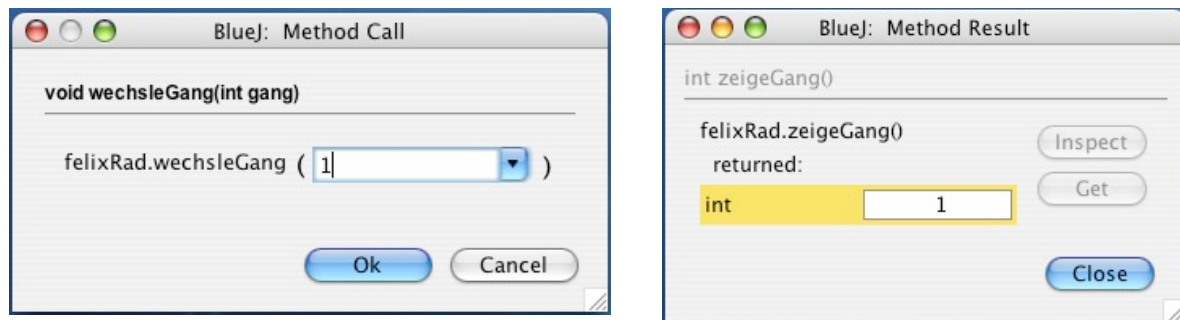 BlueJ: Method Call
void wechsleGang(int gang)
felixRad.wechsleGang ( 1 )
Ok Cancel
BlueJ: Method Result
int zeigeGang()
felixRad.zeigeGang()
returned:
int 1
Inspect
Get
Close